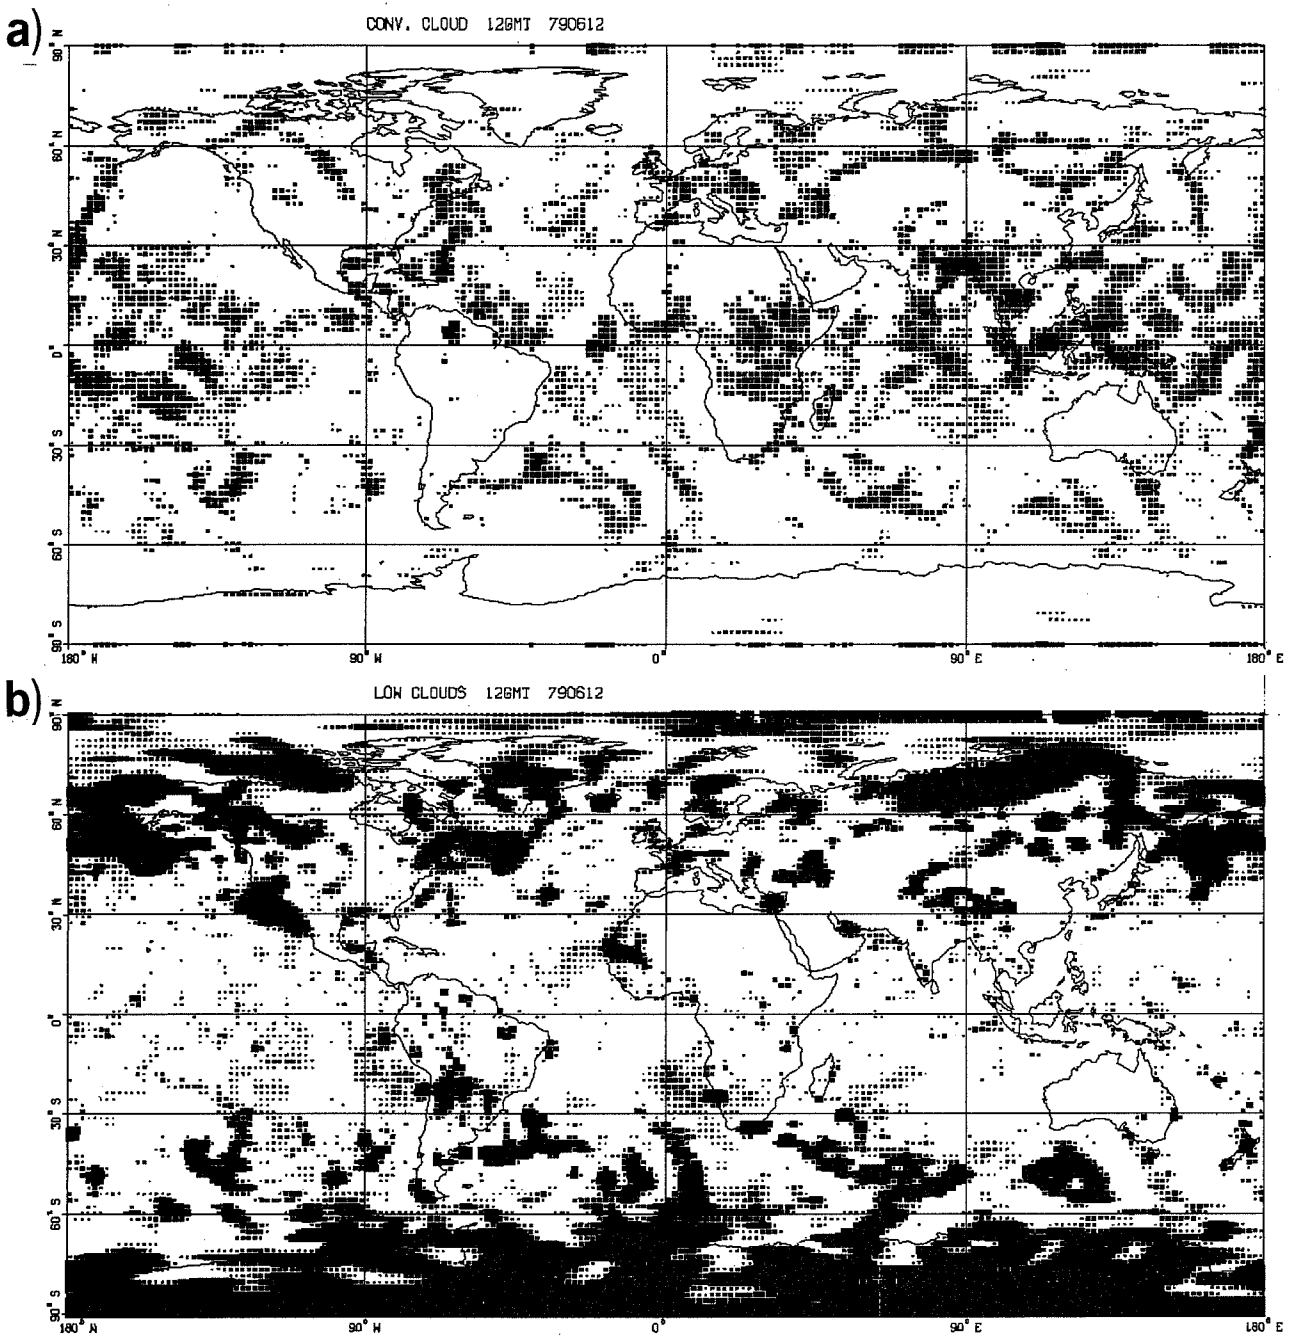 a)
CONV. CLOUD 12GMT 790612
90° N
60° N
30° N
0°
30° S
60° S
90° S
180° W
90° W
0°
90° E
180° E
b)
LOW CLOUDS 12GMT 790612
90° N
60° N
30° N
0°
30° S
60° S
90° S
180° W
90° W
0°
90° E
180° E